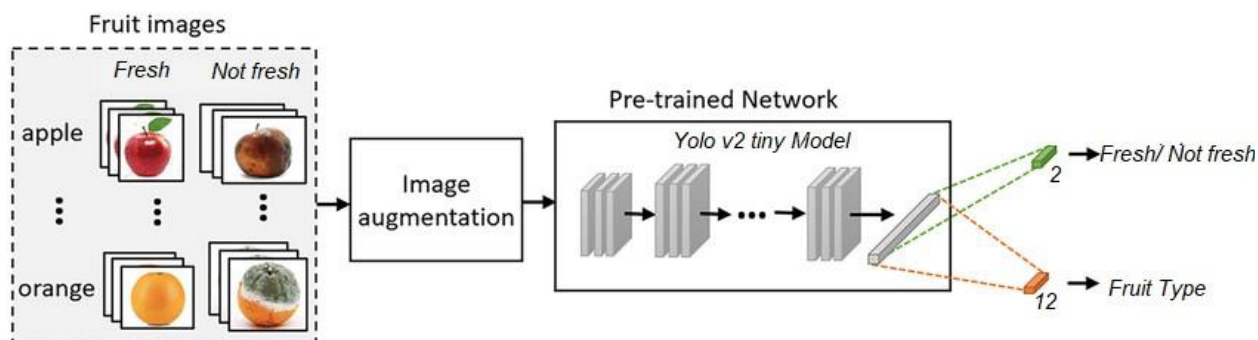 Fruit images
Fresh
Not fresh
apple
orange
Image
augmentation
Pre-trained Network
Yolo v2 tiny Model
2
Fresh/ Not fresh
12
Fruit Type